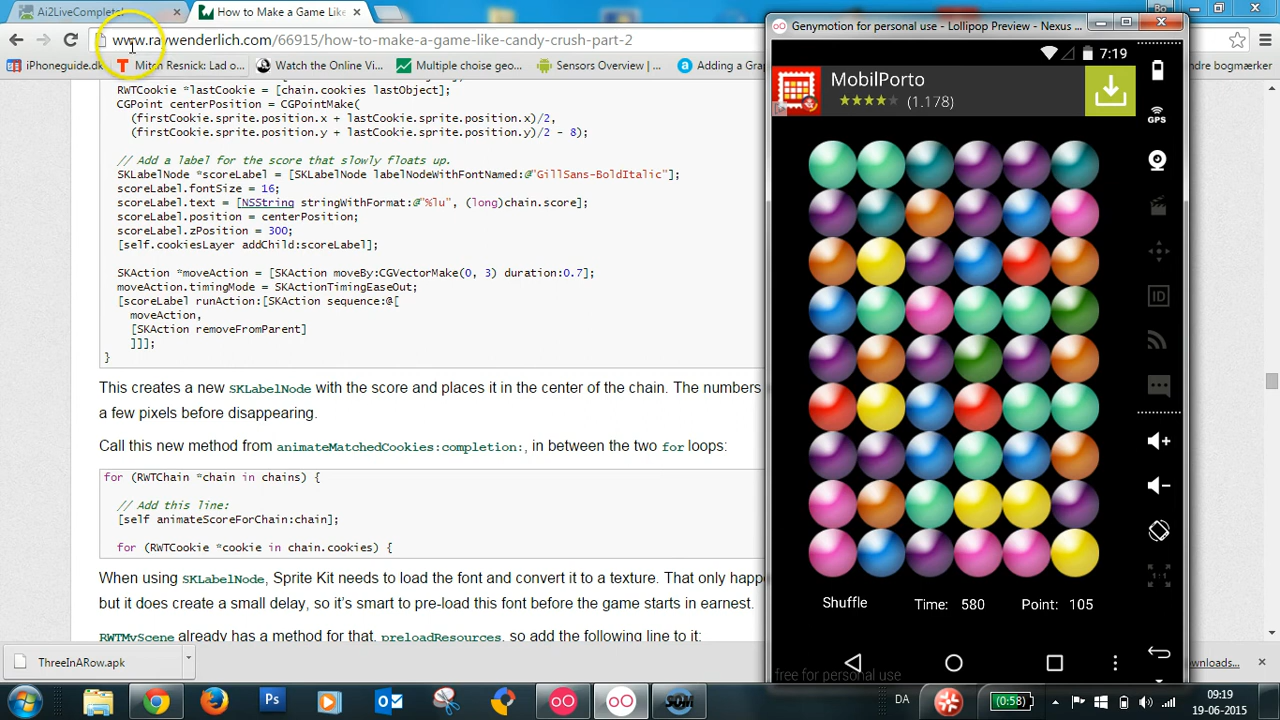 Ai2LiveComplete
How to Make a Game Like
Bo
www.raywenderlich.com/66915/how-to-make-a-game-like-candy-crush-part-2
iPhoneguide.dk
Mitch Resnick: Lad o...
Watch the Online
Multiple choise geo...
Sensors Overview | ...
Adding a Gra
dre bogmærker
RWTCookie *lastCookie = [chain.cookies lastObject];
CGPoint centerPosition = CGPointMake(
(firstCookie.sprite.position.x + lastCookie.sprite.position.x)/2,
(firstCookie.sprite.position.y + lastCookie.sprite.position.y)/2 - 8);
// Add a label for the score that slowly floats up.
SKLabelNode *scoreLabel = [SKLabelNode labelNodeWithFontNamed:@"GillSans-BoldItalic"];
scoreLabel.fontSize = 16;
scoreLabel.text = [NSString stringWithFormat:@"%lu", (long)chain.score];
scoreLabel.position = centerPosition;
scoreLabel.zPosition = 300;
[self.cookiesLayer addChild:scoreLabel];
SKAction *moveAction = [SKAction moveBy:CGVectorMake(0, 3) duration:0.7];
moveAction.timingMode = SKActionTimingEaseOut;
[scoreLabel runAction:[SKAction sequence:@[
moveAction,
[SKAction removeFromParent]
]]];
}
This creates a new SKLabelNode with the score and places it in the center of the chain. The numbers
a few pixels before disappearing.
Call this new method from animateMatchedCookies:completion:, in between the two for loops:
for (RWTChain *chain in chains) {
// Add this line:
[self animateScoreForChain:chain];
for (RWTCookie *cookie in chain.cookies) {
When using SKLabelNode, Sprite Kit needs to load the font and convert it to a texture. That only happ
but it does create a small delay, so it's smart to pre-load this font before the game starts in earnest.
RWTMyScene already has a method for that, preloadResources, so add the following line to it:
Genymotion for personal use - Lollipop Preview - Nexus ...
7:19
MobilPorto
(1.178)
GPS
ID
1:1
Shuffle Time: 580 Point: 105
free for personal use
ThreeInARow.apk
ownloads...
Ps
DA
(0:58)
09:19
19-06-2015